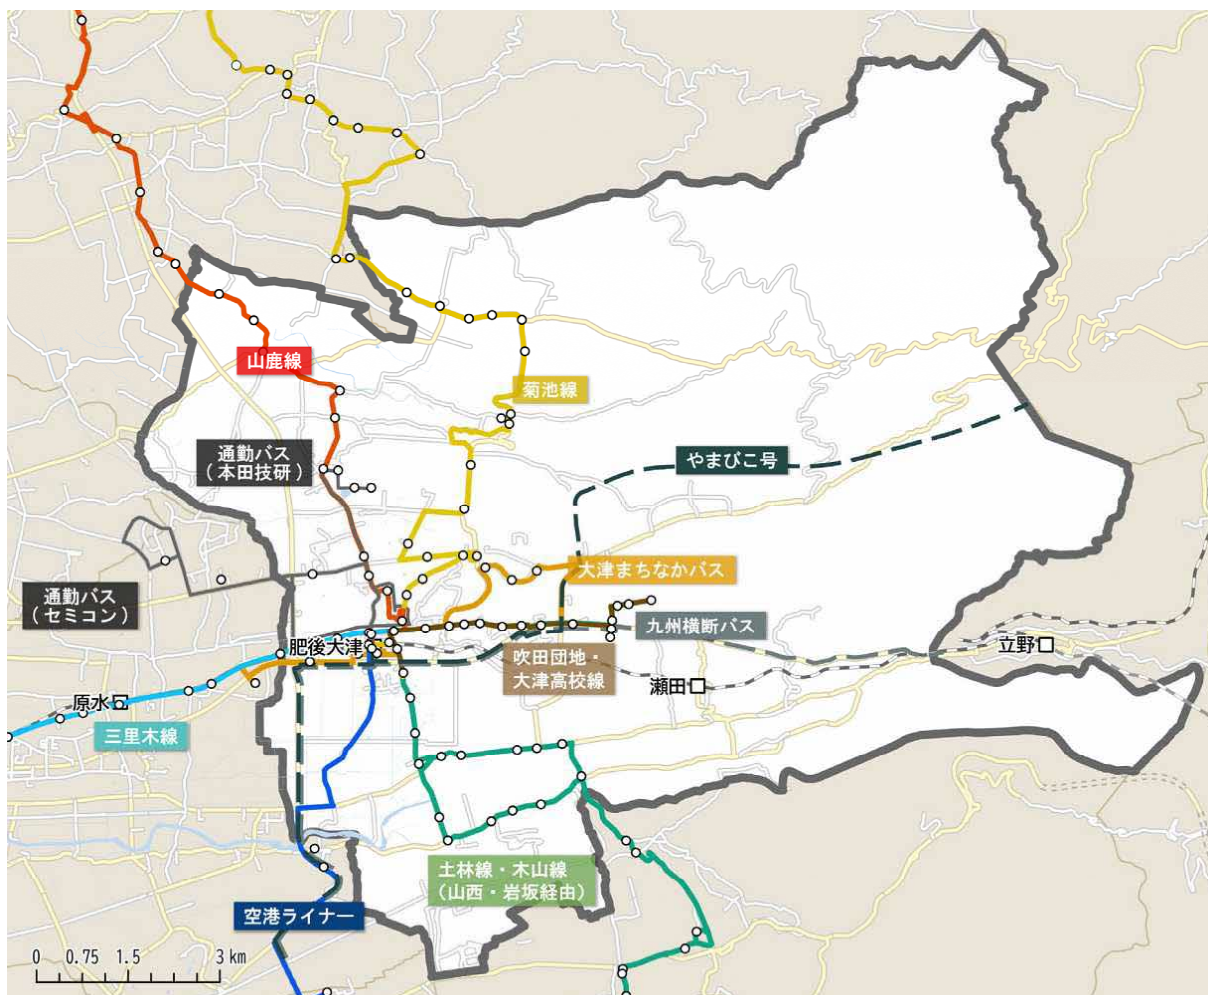 山鹿線
菊池線
通勤バス
（本田技研）
やまびこ号
大津まちなかバス
通勤バス
（セミコン）
九州横断バス
肥後大津
立野
吹田団地・
大津高校線
瀬田
原水
三里木線
土林線・木山線
（山西・岩坂経由）
空港ライナー
0 0.75 1.5 3 km